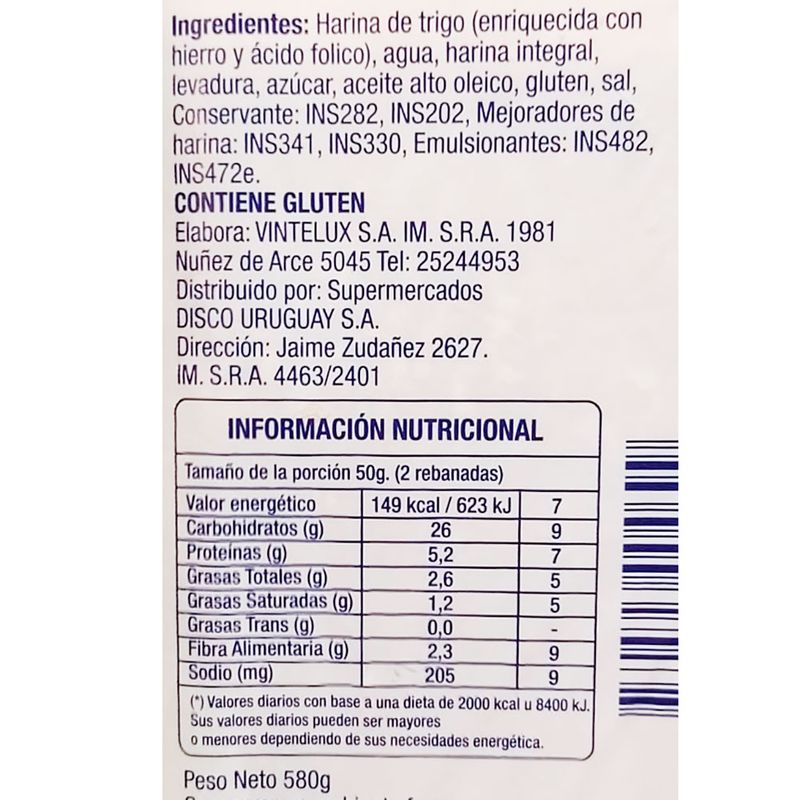 Ingredientes: Harina de trigo (enriquecida con
hierro y ácido folico), agua, harina integral,
levadura, azúcar, aceite alto oleico, gluten, sal,
Conservante: INS282, INS202, Mejoradores de
harina: INS341, INS330, Emulsionantes: INS482,
INS472e.
CONTIENE GLUTEN
Elabora: VINTELUX S.A. IM. S.R.A. 1981
Nuñez de Arce 5045 Tel: 25244953
Distribuido por: Supermercados
DISCO URUGUAY S.A.
Dirección: Jaime Zudañez 2627.
IM. S.R.A. 4463/2401
INFORMACIÓN NUTRICIONAL
Tamaño de la porción 50g. (2 rebanadas)
Valor energético 149 kcal / 623 kJ 7
Carbohidratos (g) 26 9
Proteínas (g) 5,2 7
Grasas Totales (g) 2,6 5
Grasas Saturadas (g) 1,2 5
Grasas Trans (g) 0,0 -
Fibra Alimentaria (g) 2,3 9
Sodio (mg) 205 9
(*) Valores diarios con base a una dieta de 2000 kcal u 8400 kJ.
Sus valores diarios pueden ser mayores
o menores dependiendo de sus necesidades energética.
Peso Neto 580g